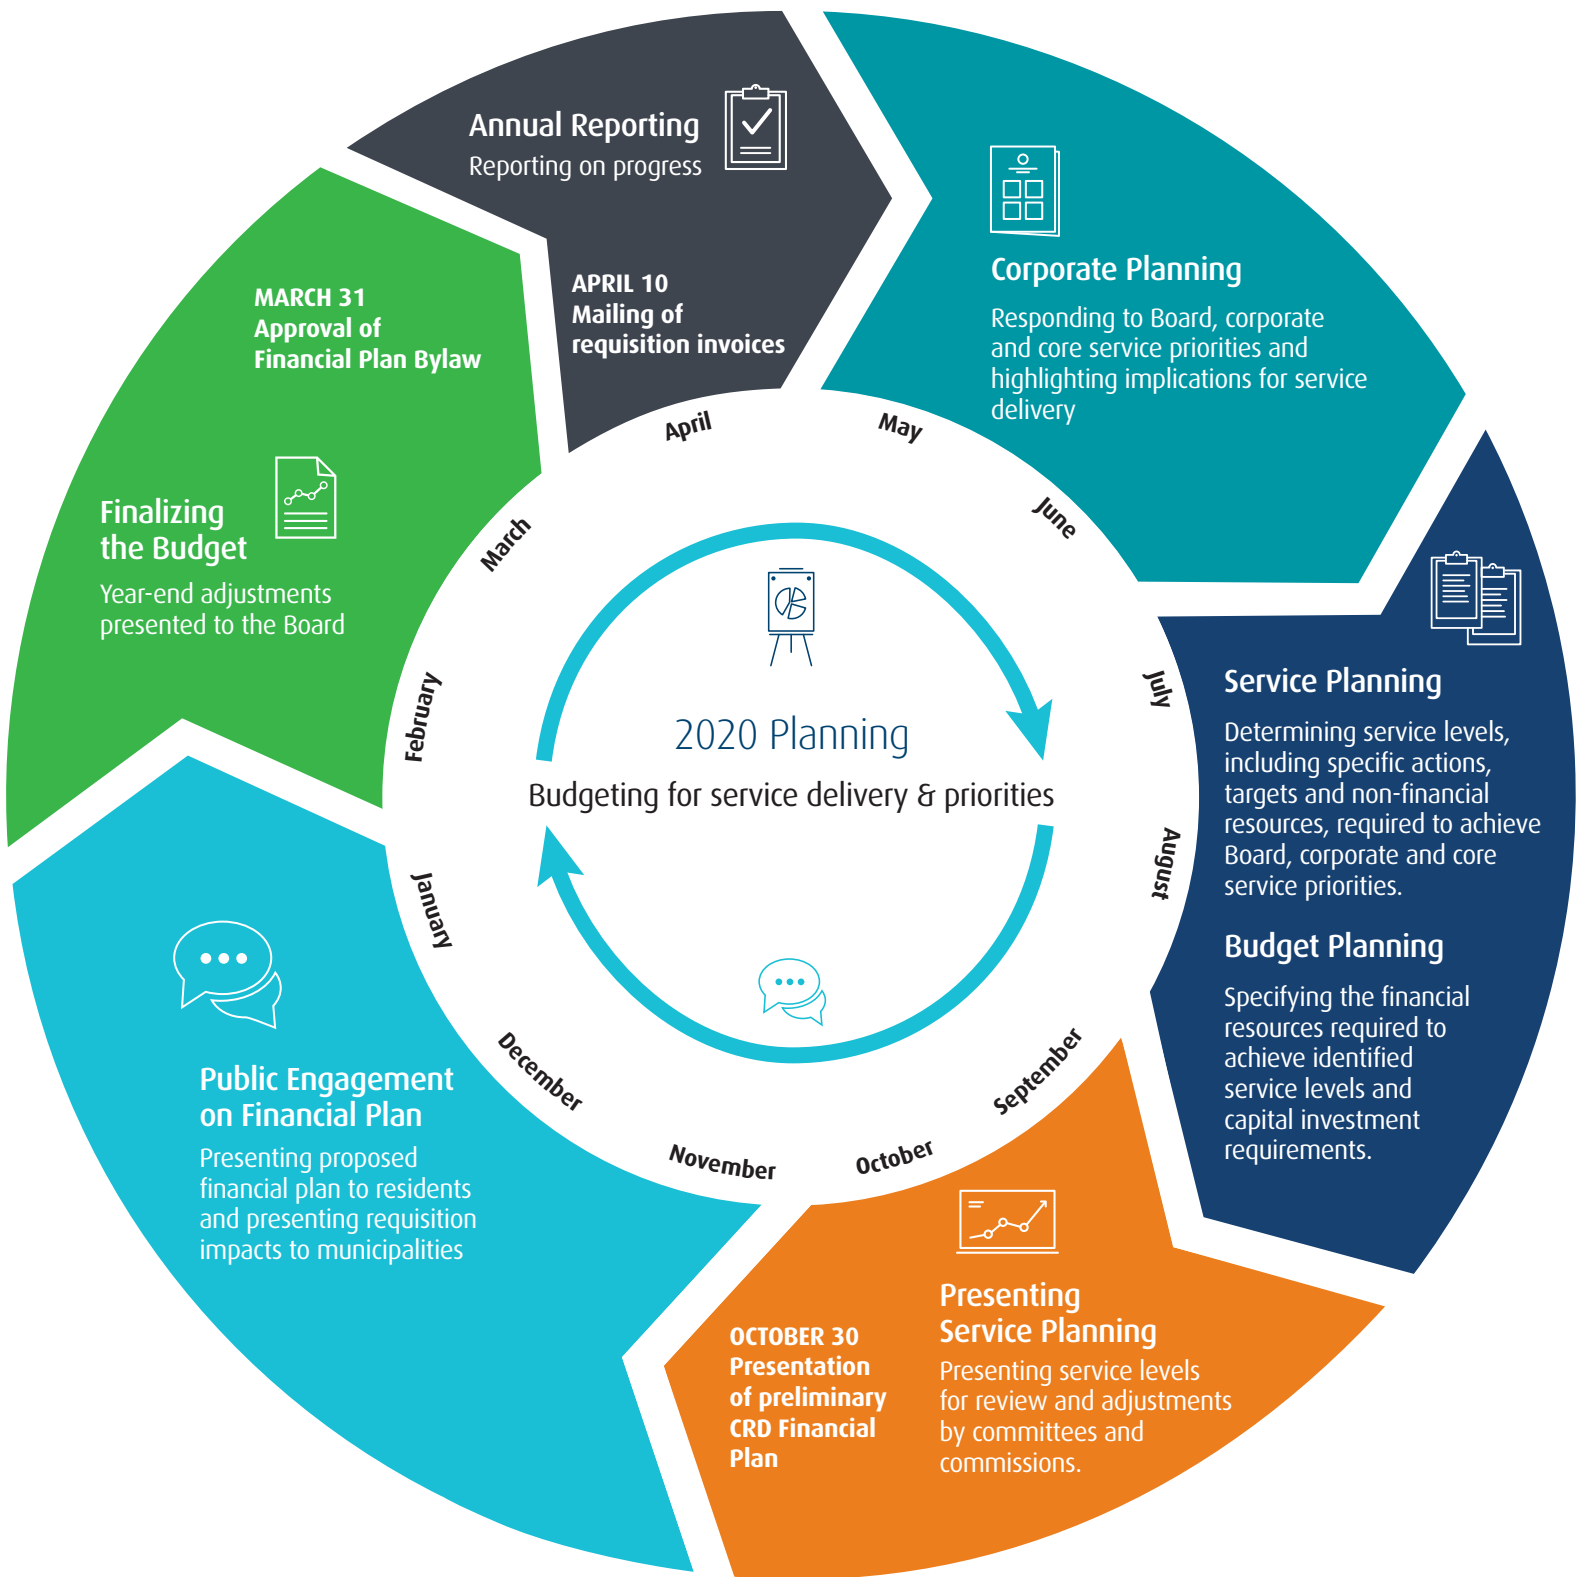 Annual Reporting
Reporting on progress
APRIL 10
Mailing of
requisition invoices
Corporate Planning
Responding to Board, corporate
and core service priorities and
highlighting implications for service
delivery
Service Planning
Determining service levels,
including specific actions,
targets and non-financial
resources, required to achieve
Board, corporate and core
service priorities.
Budget Planning
Specifying the financial
resources required to
achieve identified
service levels and
capital investment
requirements.
Presenting
Service Planning
Presenting service levels
for review and adjustments
by committees and
commissions.
OCTOBER 30
Presentation
of preliminary
CRD Financial
Plan
Public Engagement
on Financial Plan
Presenting proposed
financial plan to residents
and presenting requisition
impacts to municipalities
Finalizing
the Budget
Year-end adjustments
presented to the Board
MARCH 31
Approval of
Financial Plan Bylaw
April
May
June
July
August
September
October
November
December
January
February
March
2020 Planning
Budgeting for service delivery & priorities